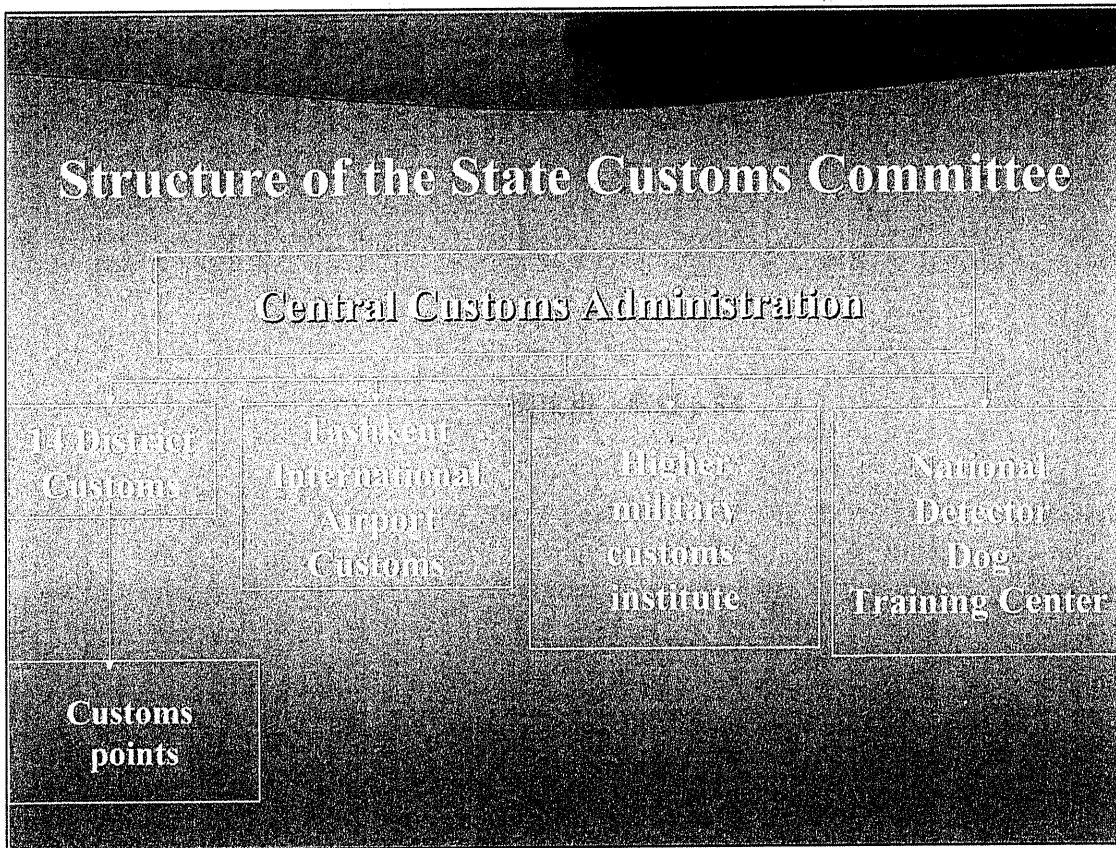 Structure of the State Customs Committee
Central Customs Administration
14 District
Customs
Tashkent
International
Airport
Customs
Higher
military
customs
institute
National
Detector
Dog
Training Center
Customs
points